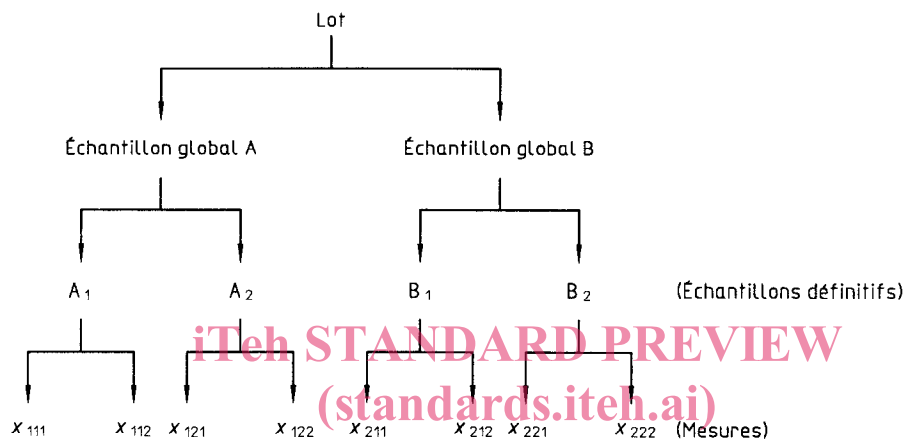 Lot
Échantillon global A Échantillon global B
A1 A2 B1 B2 (Échantillons définitifs)
iTeh STANDARD PREVIEW
(standards.iteh.ai)
x111 x112 x121 x122 x211 x212 x221 x222 (Mesures)